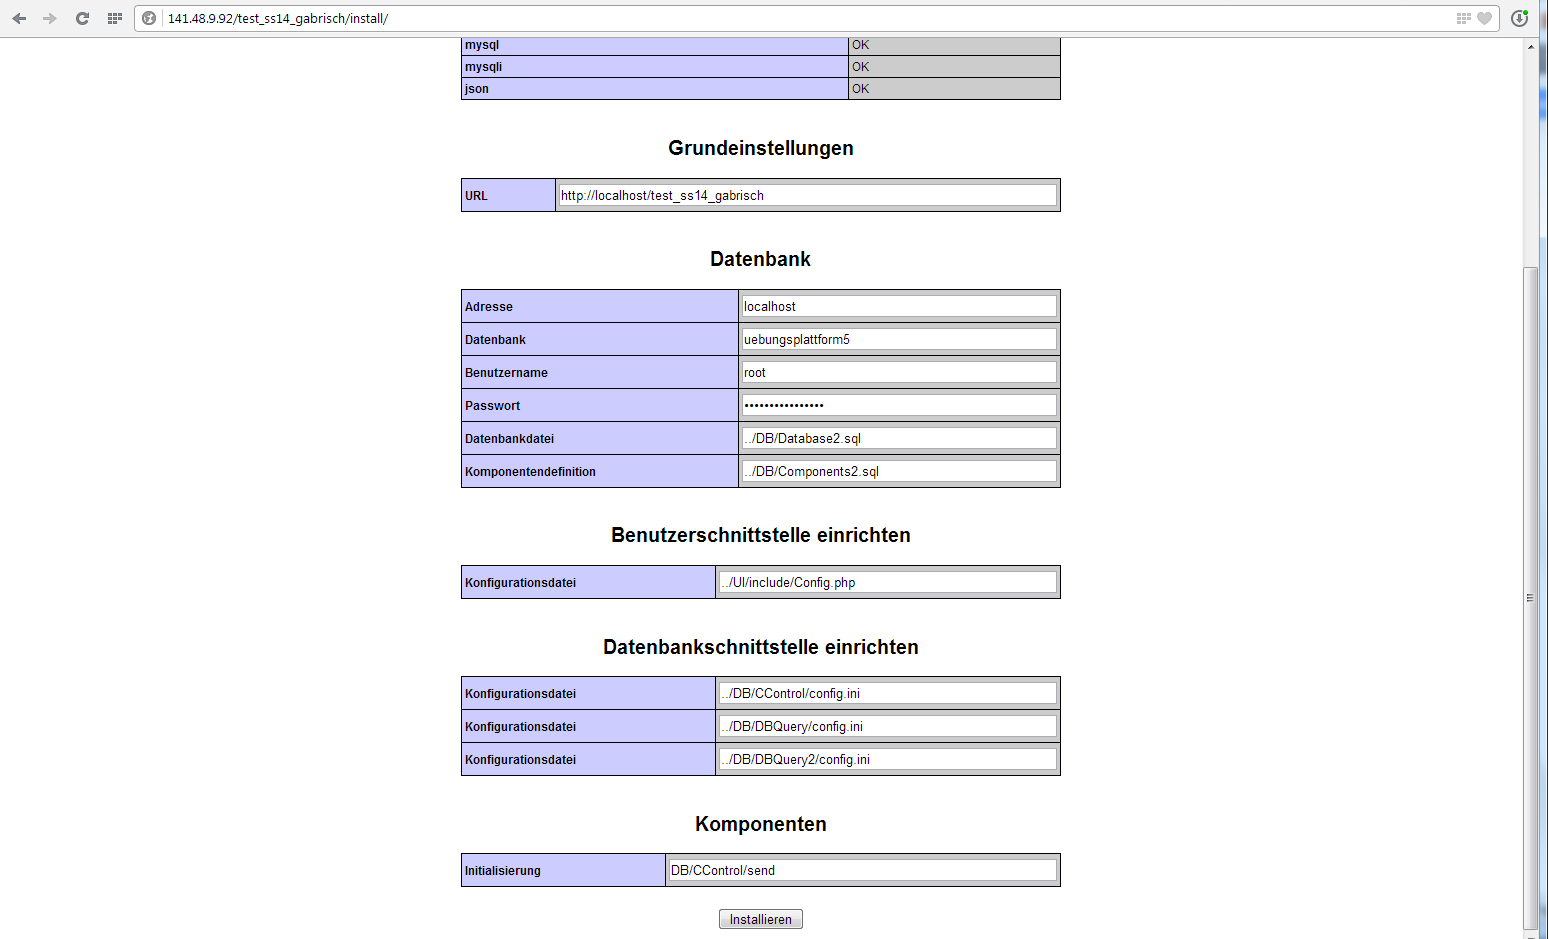 141.48.9.92/test_ss14_gabrisch/install/
mysql OK
mysqli OK
json OK
Grundeinstellungen
URL http://localhost/test_ss14_gabrisch
Datenbank
Adresse localhost
Datenbank uebungsplattform5
Benutzername root
Passwort ••••••••••••••••
Datenbankdatei ../DB/Database2.sql
Komponentendefinition ../DB/Components2.sql
Benutzerschnittstelle einrichten
Konfigurationsdatei ../UI/include/Config.php
Datenbankschnittstelle einrichten
Konfigurationsdatei ../DB/CControl/config.ini
Konfigurationsdatei ../DB/DBQuery/config.ini
Konfigurationsdatei ../DB/DBQuery2/config.ini
Komponenten
Initialisierung DB/CControl/send
Installieren